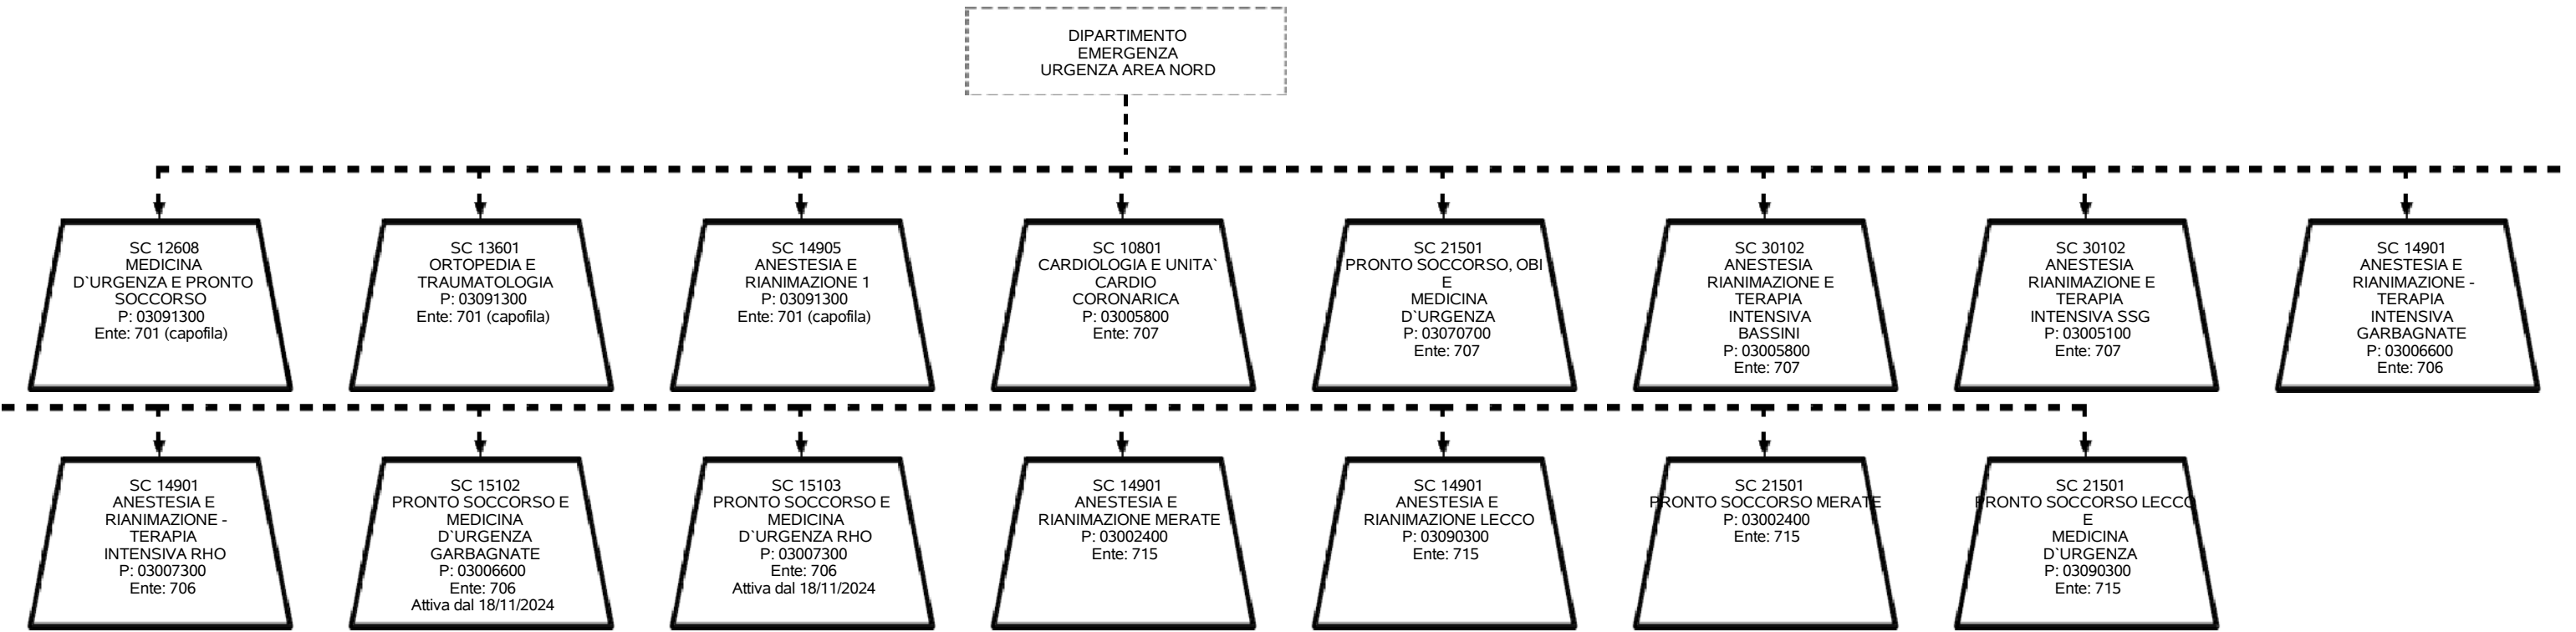 DIPARTIMENTO
EMERGENZA
URGENZA AREA NORD
SC 12608
MEDICINA
D`URGENZA E PRONTO
SOCCORSO
P: 03091300
Ente: 701 (capofila)
SC 13601
ORTOPEDIA E
TRAUMATOLOGIA
P: 03091300
Ente: 701 (capofila)
SC 14905
ANESTESIA E
RIANIMAZIONE 1
P: 03091300
Ente: 701 (capofila)
SC 10801
CARDIOLOGIA E UNITA`
CARDIO
CORONARICA
P: 03005800
Ente: 707
SC 21501
PRONTO SOCCORSO, OBI
E
MEDICINA
D`URGENZA
P: 03070700
Ente: 707
SC 30102
ANESTESIA
RIANIMAZIONE E
TERAPIA
INTENSIVA
BASSINI
P: 03005800
Ente: 707
SC 30102
ANESTESIA
RIANIMAZIONE E
TERAPIA
INTENSIVA SSG
P: 03005100
Ente: 707
SC 14901
ANESTESIA E
RIANIMAZIONE -
TERAPIA
INTENSIVA
GARBAGNATE
P: 03006600
Ente: 706
SC 14901
ANESTESIA E
RIANIMAZIONE -
TERAPIA
INTENSIVA RHO
P: 03007300
Ente: 706
SC 15102
PRONTO SOCCORSO E
MEDICINA
D`URGENZA
GARBAGNATE
P: 03006600
Ente: 706
Attiva dal 18/11/2024
SC 15103
PRONTO SOCCORSO E
MEDICINA
D`URGENZA RHO
P: 03007300
Ente: 706
Attiva dal 18/11/2024
SC 14901
ANESTESIA E
RIANIMAZIONE MERATE
P: 03002400
Ente: 715
SC 14901
ANESTESIA E
RIANIMAZIONE LECCO
P: 03090300
Ente: 715
SC 21501
PRONTO SOCCORSO MERATE
P: 03002400
Ente: 715
SC 21501
PRONTO SOCCORSO LECCO
E
MEDICINA
D`URGENZA
P: 03090300
Ente: 715